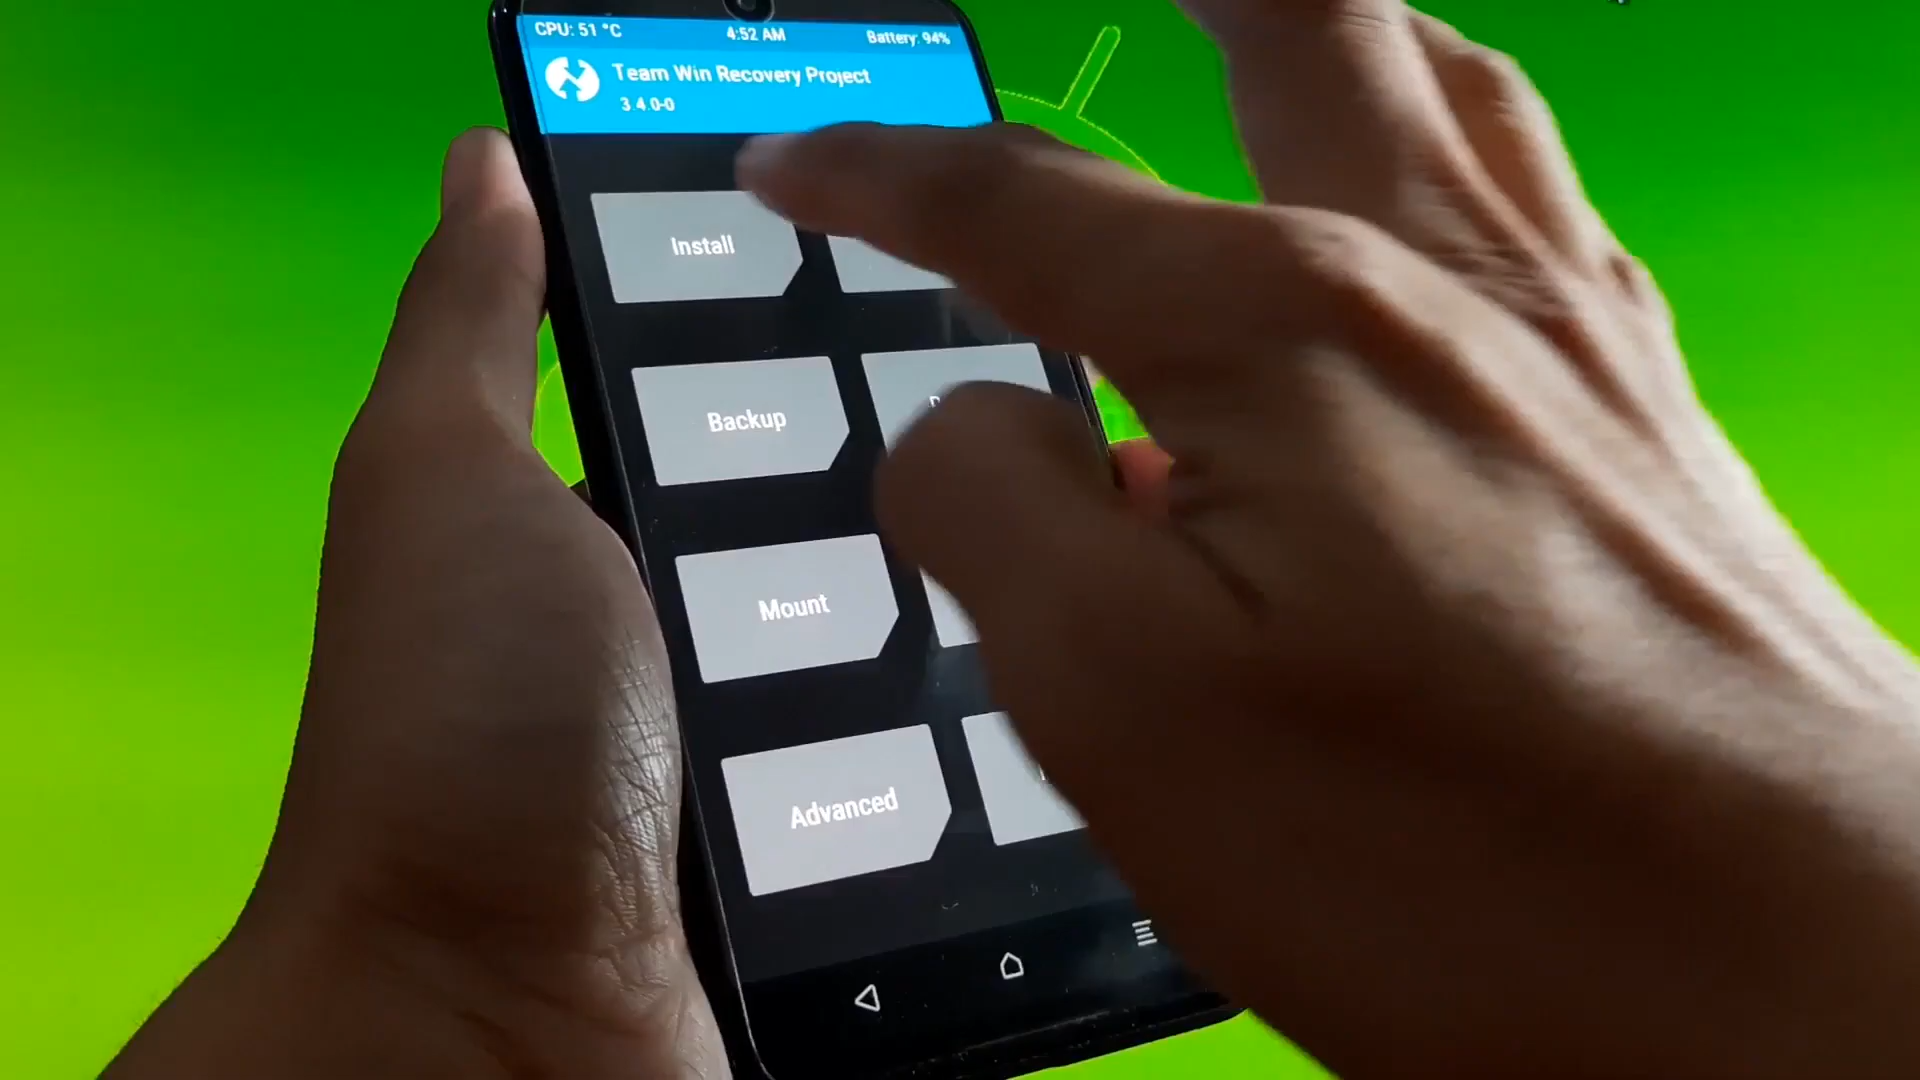 CPU: 51 °C 4:52 AM Battery: 94%
Team Win Recovery Project
3.4.0-0
Install
Backup
Mount
Advanced